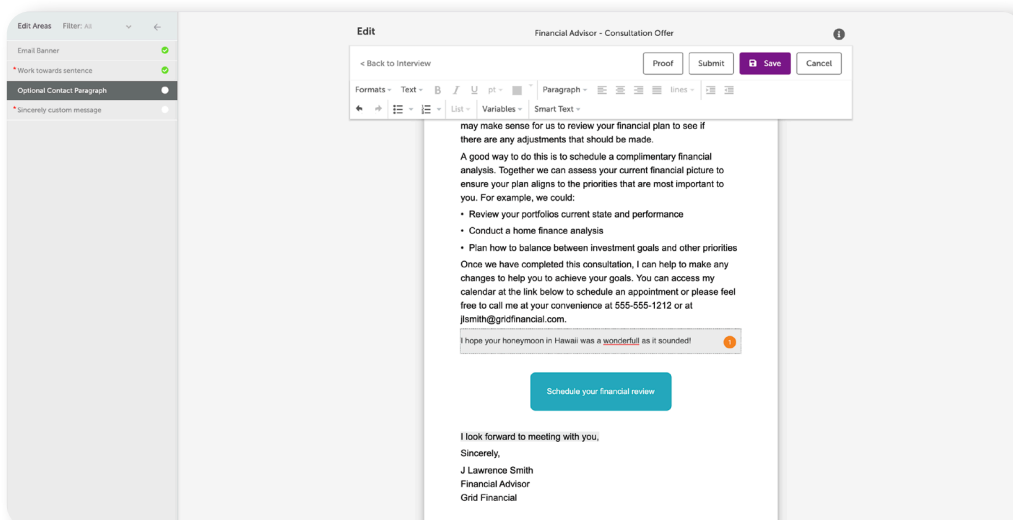 Edit Areas Filter: All
Email Banner
* Work towards sentence
Optional Contact Paragraph
* Sincerely custom message
Edit
Financial Advisor - Consultation Offer
< Back to Interview
Proof Submit Save Cancel
Formats Text B I U pt Paragraph lines
List Variables Smart Text
may make sense for us to review your financial plan to see if
there are any adjustments that should be made.
A good way to do this is to schedule a complimentary financial
analysis. Together we can assess your current financial picture to
ensure your plan aligns to the priorities that are most important to
you. For example, we could:
• Review your portfolios current state and performance
• Conduct a home finance analysis
• Plan how to balance between investment goals and other priorities
Once we have completed this consultation, I can help to make any
changes to help you to achieve your goals. You can access my
calendar at the link below to schedule an appointment or please feel
free to call me at your convenience at 555-555-1212 or at
jlsmith@gridfinancial.com.
I hope your honeymoon in Hawaii was a wonderfull as it sounded! 1
Schedule your financial review
I look forward to meeting with you,
Sincerely,
J Lawrence Smith
Financial Advisor
Grid Financial